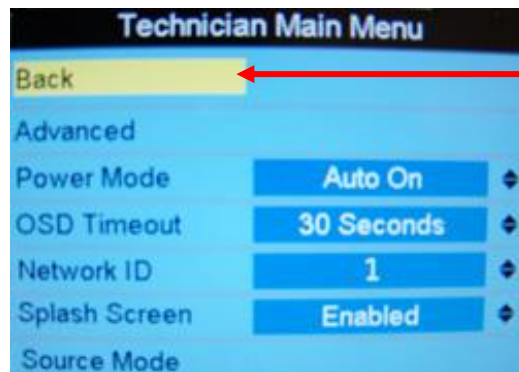 Technician Main Menu
Back
Advanced
Power Mode Auto On
OSD Timeout 30 Seconds
Network ID 1
Splash Screen Enabled
Source Mode